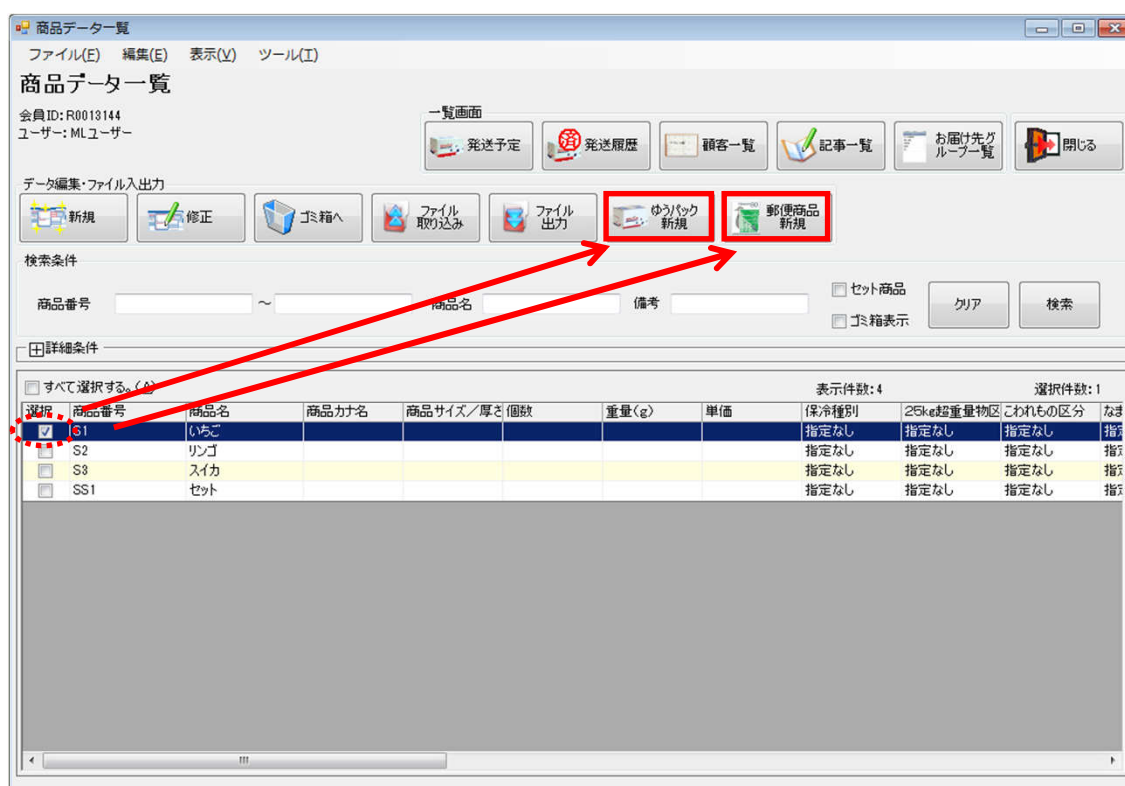 商品データ一覧
ファイル(F) 編集(E) 表示(V) ツール(T)
商品データ一覧
会員ID:R0013144
ユーザー:MLユーザー
一覧画面
発送予定
済
発送履歴
顧客一覧
記事一覧
お届け先グ
ループ一覧
閉じる
データ編集・ファイル入出力
新規
修正
ゴミ箱へ
ファイル
取り込み
ファイル
出力
ゆうパック
新規
郵便商品
新規
検索条件
商品番号 ～ 商品名 備考
セット商品
ゴミ箱表示
クリア 検索
詳細条件
すべて選択する。(A) 表示件数:4 選択件数:1
選択 商品番号 商品名 商品カナ名 商品サイズ/厚さ 個数 重量(g) 単価 保冷種別 25kg超重量物区 こわれもの区分 なま
S1 いちご 指定なし 指定なし 指定なし
S2 リンゴ 指定なし 指定なし 指定なし
S3 スイカ 指定なし 指定なし 指定なし
SS1 セット 指定なし 指定なし 指定なし